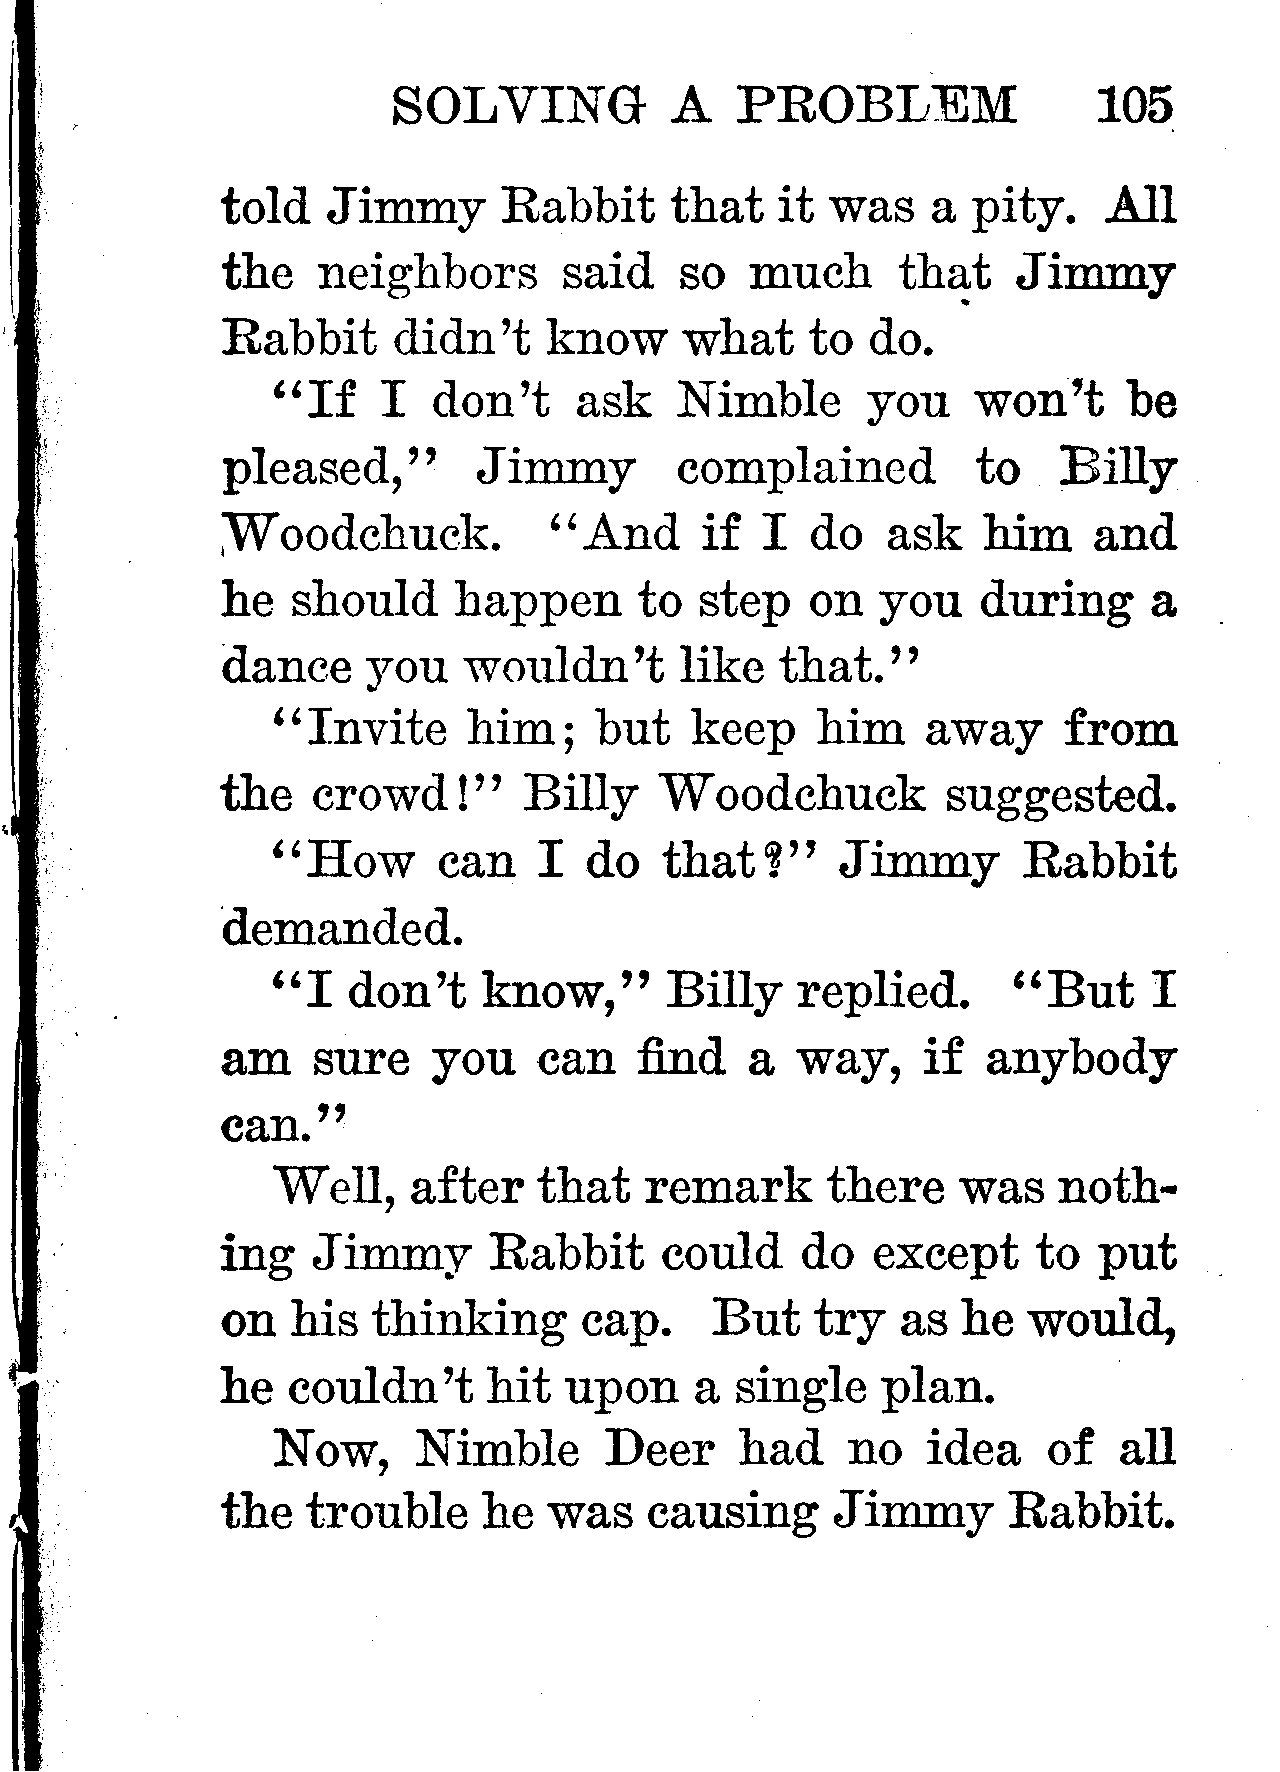 SOLVING A PROBLEM 105
told Jimmy Rabbit that it was a pity. All
the neighbors said so much that Jimmy
Rabbit didn't know what to do.
"If I don't ask Nimble you won't be
pleased," Jimmy complained to Billy
Woodchuck. "And if I do ask him and
he should happen to step on you during a
dance you wouldn't like that."
"Invite him; but keep him away from
the crowd!" Billy Woodchuck suggested.
"How can I do that?" Jimmy Rabbit
demanded.
"I don't know," Billy replied. "But I
am sure you can find a way, if anybody
can."
Well, after that remark there was noth-
ing Jimmy Rabbit could do except to put
on his thinking cap. But try as he would,
he couldn't hit upon a single plan.
Now, Nimble Deer had no idea of all
the trouble he was causing Jimmy Rabbit.